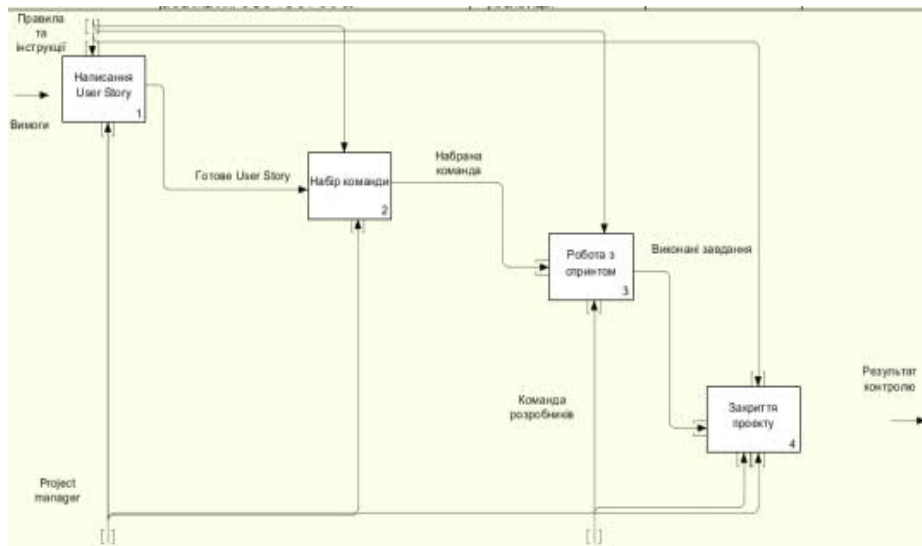 Правила
та
інструкції
Написання
User Story
1
Вимоги
Готове User Story
Набір команди
2
Набрана
команда
Робота з
спринтом
3
Виконані завдання
Команда
розробників
Закриття
проекту
4
Результат
контролю
Project
manager